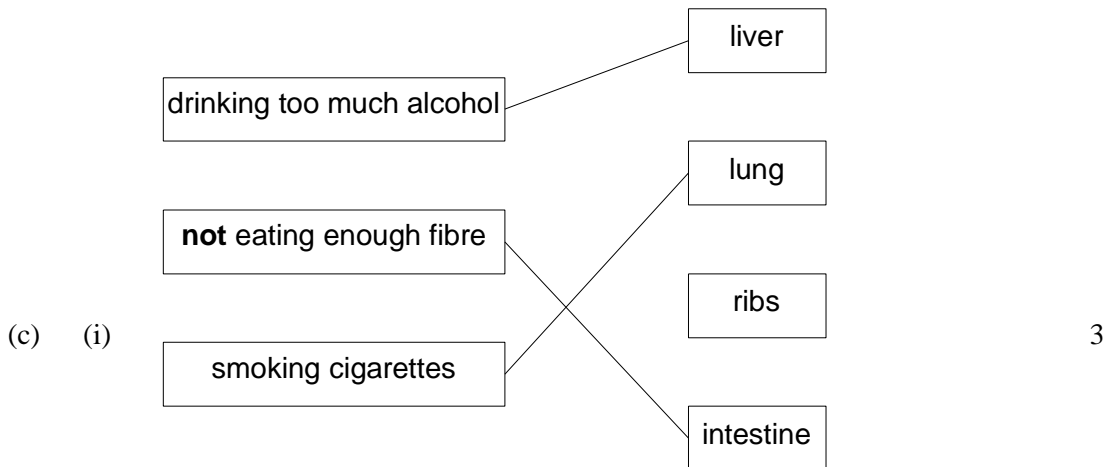 liver
drinking too much alcohol
lung
not eating enough fibre
ribs
(c) (i) 3
smoking cigarettes
intestine